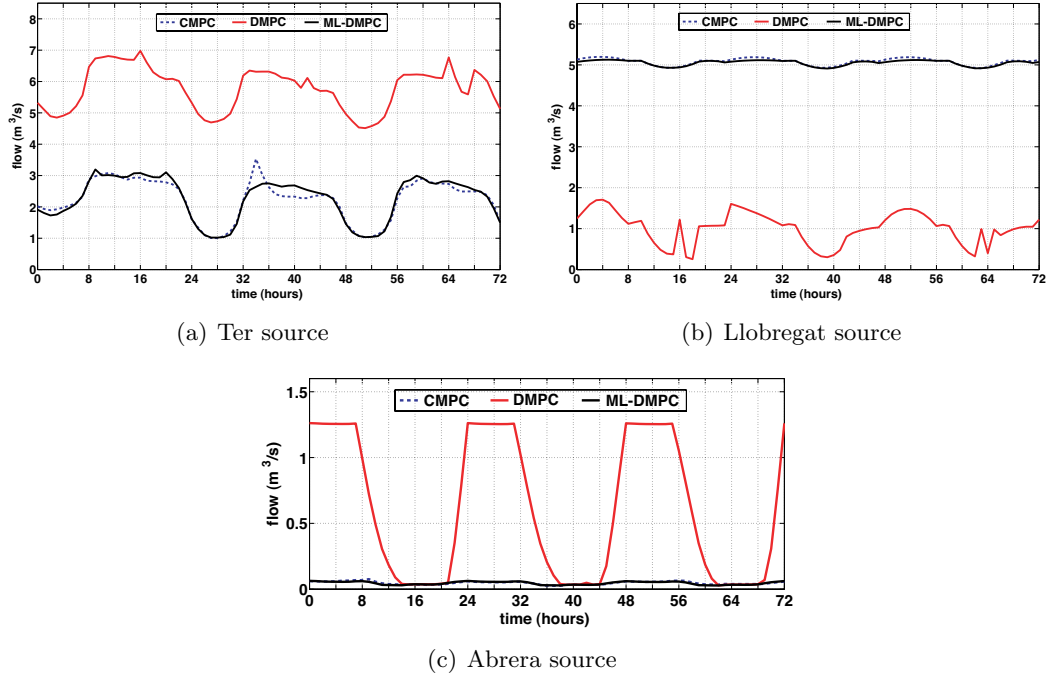 CMPC DMPC ML-DMPC
8
7
6
5
4
3
2
1
0
flow (m³/s)
0 8 16 24 32 40 48 56 64 72
time (hours)
(a) Ter source
CMPC DMPC ML-DMPC
6
5
4
3
2
1
0
flow (m³/s)
0 8 16 24 32 40 48 56 64 72
time (hours)
(b) Llobregat source
CMPC DMPC ML-DMPC
1.5
1
0.5
0
flow (m³/s)
0 8 16 24 32 40 48 56 64 72
time (hours)
(c) Abrera source